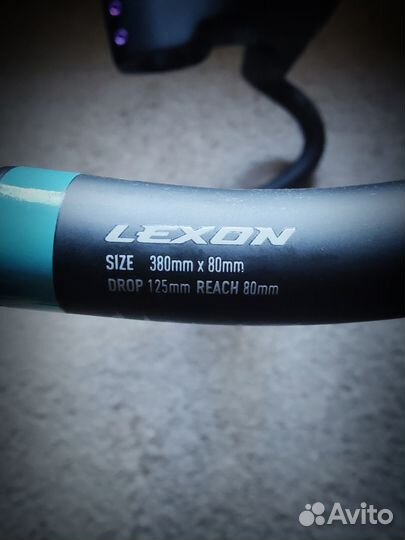 LEXON
SIZE 380mm x 80mm
DROP 125mm REACH 80mm
Avito